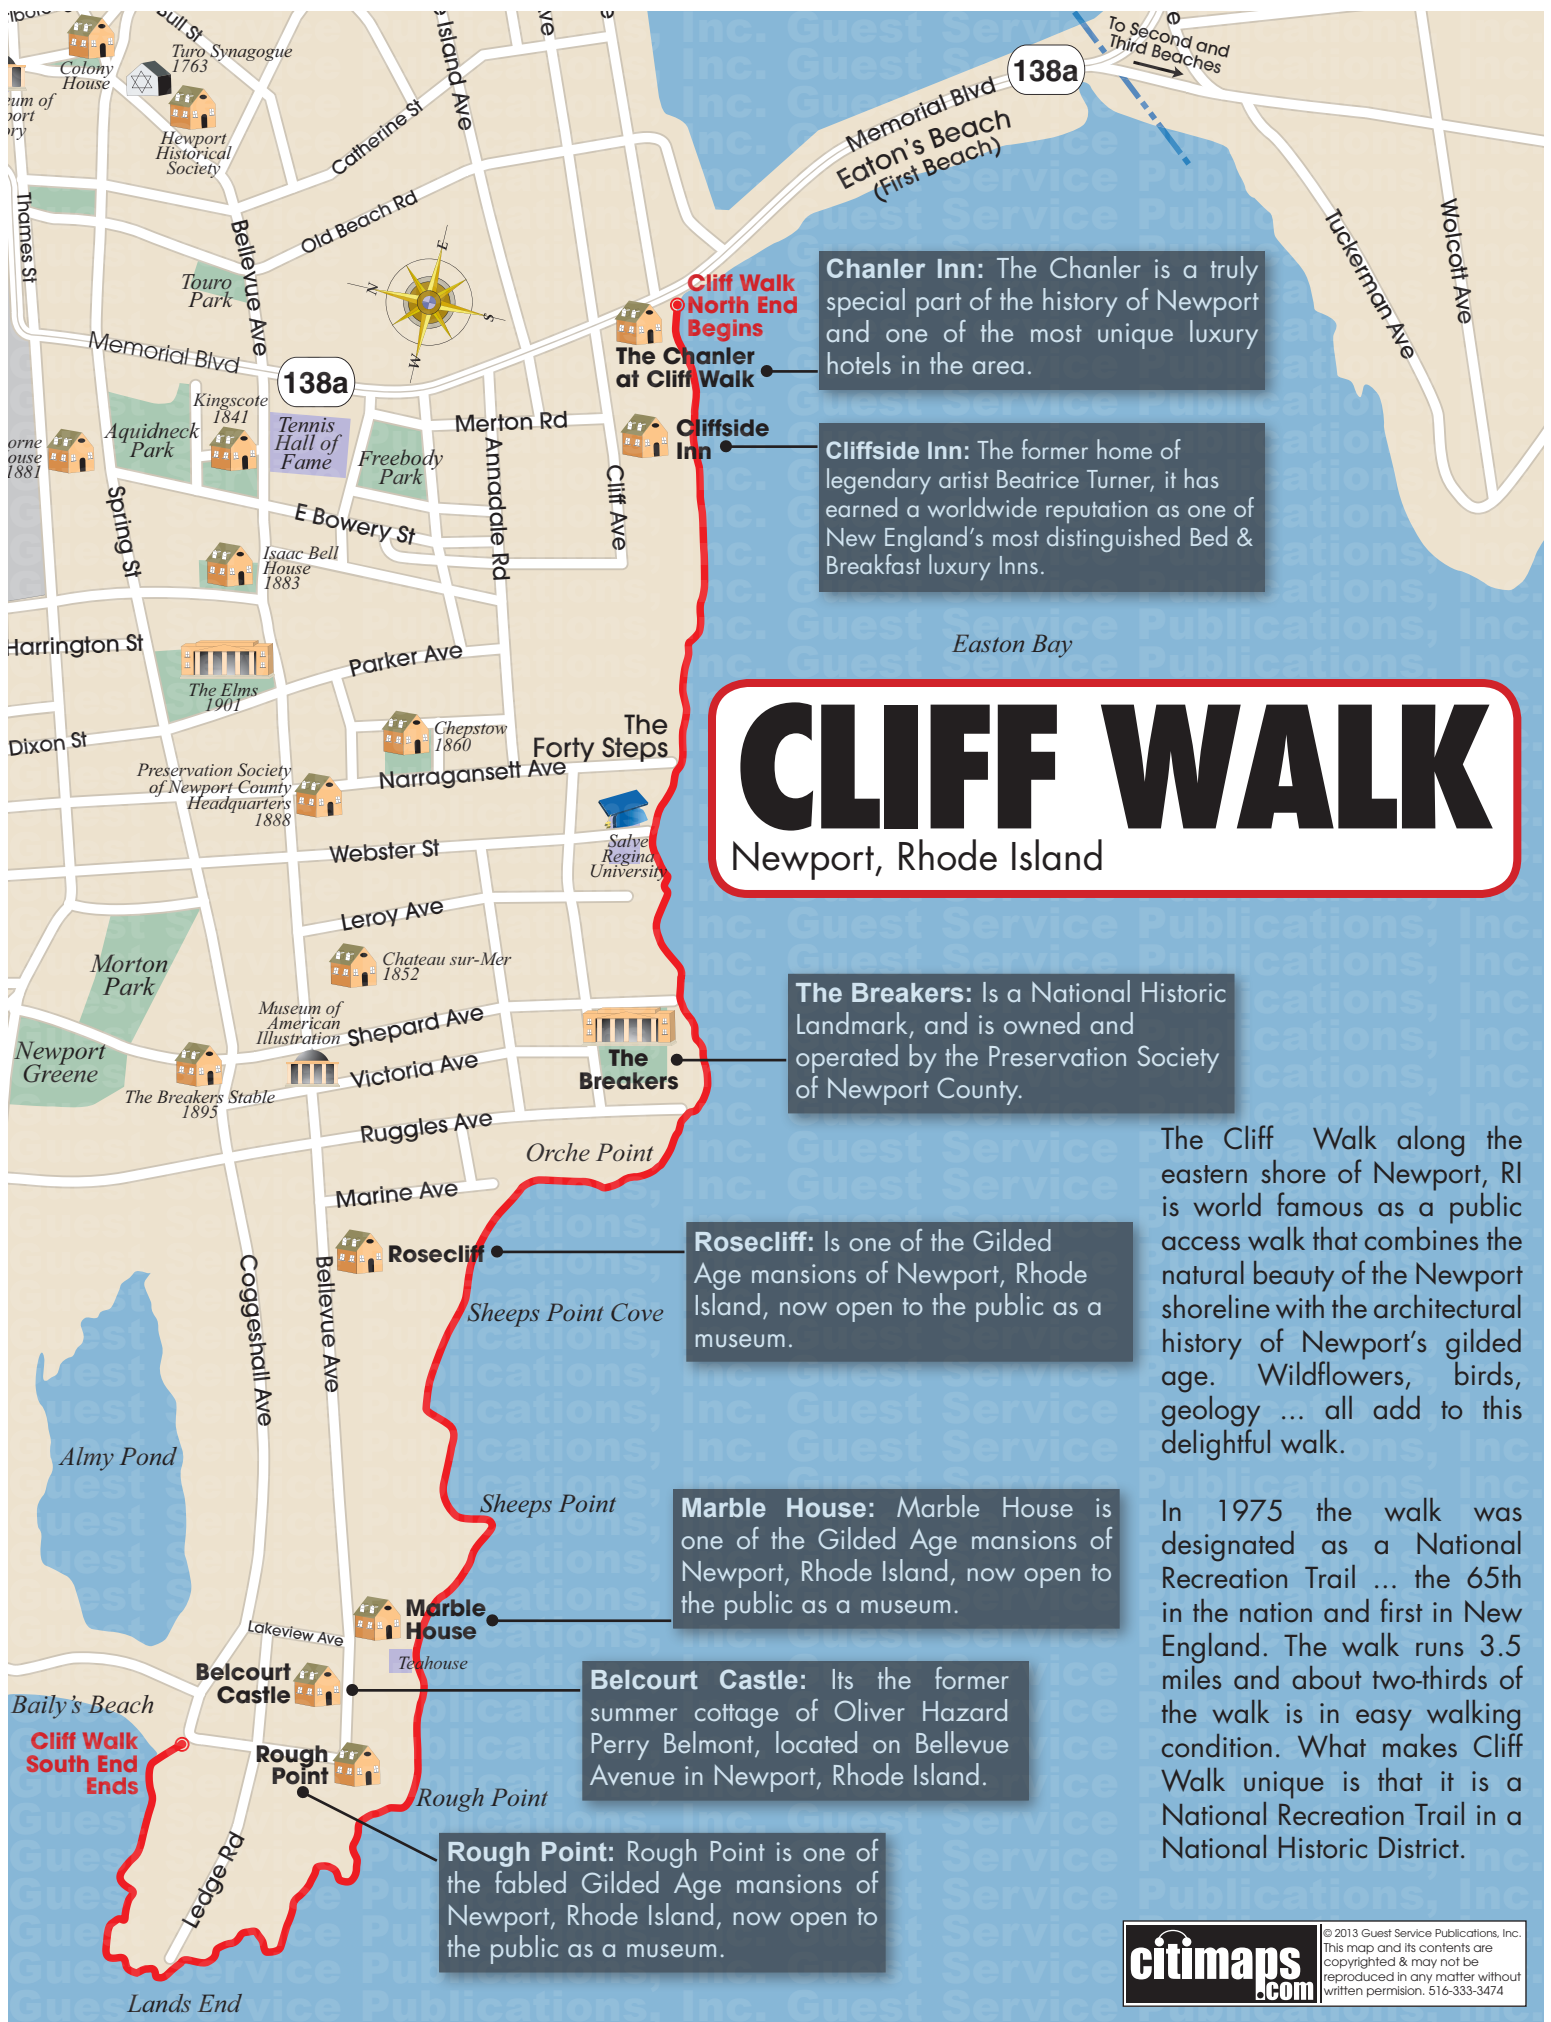 Bull St
Island Ave
Colony
House
Turo Synagogue
1763
Hewport
Historical
Society
Catherine St
To Second and
Third Beaches
138a
Memorial Blvd
Eaton's Beach
(First Beach)
Thames St
Bellevue Ave
Old Beach Rd
Touro
Park
N
E
S
W
Tuckerman Ave
Wolcott Ave
Cliff Walk
North End
Begins
The Chanler
at Cliff Walk
Chanler Inn: The Chanler is a truly
special part of the history of Newport
and one of the most unique luxury
hotels in the area.
Memorial Blvd
138a
Kingscote
1841
Aquidneck
Park
Tennis
Hall of
Fame
Freebody
Park
Merton Rd
Annadale Rd
Cliff Ave
Cliffside
Inn
Cliffside Inn: The former home of
legendary artist Beatrice Turner, it has
earned a worldwide reputation as one of
New England's most distinguished Bed &
Breakfast luxury Inns.
orne
ouse
1881
Spring St
E Bowery St
Isaac Bell
House
1883
Easton Bay
Harrington St
The Elms
1901
Parker Ave
Dixon St
Chepstow
1860
The
Forty Steps
Narragansett Ave
Preservation Society
of Newport County
Headquarters
1888
CLIFF WALK
Newport, Rhode Island
Webster St
Salve
Regina
University
Leroy Ave
Chateau sur-Mer
1852
Morton
Park
Newport
Greene
Museum of
American
Illustration
Shepard Ave
Victoria Ave
The Breakers Stable
1895
The
Breakers
The Breakers: Is a National Historic
Landmark, and is owned and
operated by the Preservation Society
of Newport County.
Ruggles Ave
Orche Point
Marine Ave
Coggeshall Ave
Bellevue Ave
Rosecliff
Rosecliff: Is one of the Gilded
Age mansions of Newport, Rhode
Island, now open to the public as a
museum.
Sheeps Point Cove
Almy Pond
Sheeps Point
The Cliff Walk along the
eastern shore of Newport, RI
is world famous as a public
access walk that combines the
natural beauty of the Newport
shoreline with the architectural
history of Newport's gilded
age. Wildflowers, birds,
geology ... all add to this
delightful walk.
In 1975 the walk was
designated as a National
Recreation Trail ... the 65th
in the nation and first in New
England. The walk runs 3.5
miles and about two-thirds of
the walk is in easy walking
condition. What makes Cliff
Walk unique is that it is a
National Recreation Trail in a
National Historic District.
Marble
House
Marble House: Marble House is
one of the Gilded Age mansions of
Newport, Rhode Island, now open to
the public as a museum.
Lakeview Ave
Teahouse
Belcourt
Castle
Belcourt Castle: Its the former
summer cottage of Oliver Hazard
Perry Belmont, located on Bellevue
Avenue in Newport, Rhode Island.
Baily's Beach
Cliff Walk
South End
Ends
Rough
Point
Rough Point
Rough Point: Rough Point is one of
the fabled Gilded Age mansions of
Newport, Rhode Island, now open to
the public as a museum.
Ledge Rd
Lands End
citimaps
.com
© 2013 Guest Service Publications, Inc.
This map and its contents are
copyrighted & may not be
reproduced in any matter without
written permision. 516-333-3474